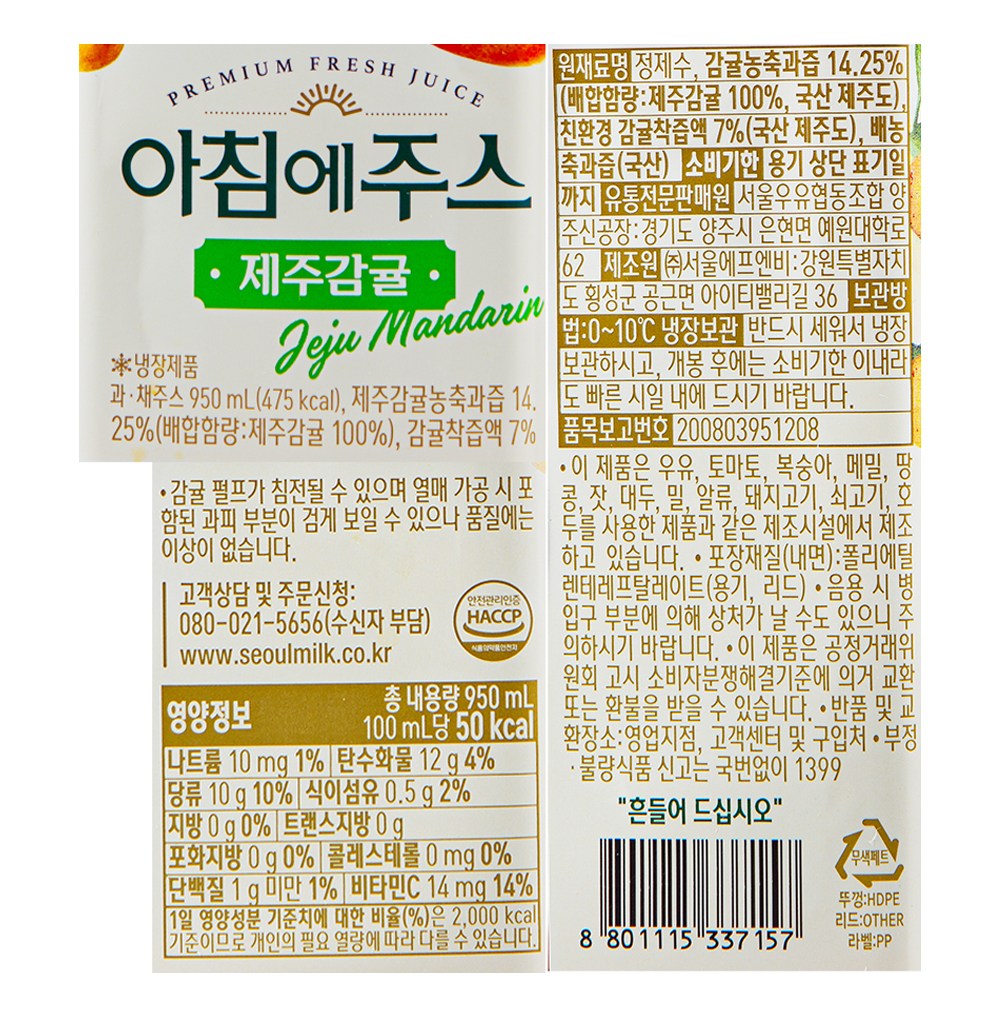 PREMIUM FRESH JUICE
아침에주스
· 제주감귤 ·
Jeju Mandarin
냉장제품
과·채주스 950 mL(475 kcal), 제주감귤농축과즙 14.
25%(배합함량:제주감귤 100%), 감귤착즙액 7%
• 감귤 펄프가 침전될 수 있으며 열매 가공 시 포
함된 과피 부분이 검게 보일 수 있으나 품질에는
이상이 없습니다.
고객상담 및 주문신청:
080-021-5656(수신자 부담)
www.seoulmilk.co.kr
안전관리인증
HACCP
식품의약품안전처
영양정보
총 내용량 950 mL
100 mL당 50 kcal
나트륨 10 mg 1% 탄수화물 12 g 4%
당류 10 g 10% 식이섬유 0.5 g 2%
지방 0 g 0% 트랜스지방 0 g
포화지방 0 g 0% 콜레스테롤 0 mg 0%
단백질 1 g 미만 1% 비타민C 14 mg 14%
1일 영양성분 기준치에 대한 비율(%)은 2,000 kcal
기준이므로 개인의 필요 열량에 따라 다를 수 있습니다.
원재료명 정제수, 감귤농축과즙 14.25%
(배합함량:제주감귤 100%, 국산 제주도),
친환경 감귤착즙액 7%(국산 제주도), 배농
축과즙(국산) 소비기한 용기 상단 표기일
까지 유통전문판매원 서울우유협동조합 양
주신공장:경기도 양주시 은현면 예원대학로
62 제조원 ㈜서울에프엔비:강원특별자치
도 횡성군 공근면 아이티밸리길 36 보관방
법:0~10℃ 냉장보관 반드시 세워서 냉장
보관하시고, 개봉 후에는 소비기한 이내라
도 빠른 시일 내에 드시기 바랍니다.
품목보고번호 200803951208
• 이 제품은 우유, 토마토, 복숭아, 메밀, 땅
콩, 잣, 대두, 밀, 알류, 돼지고기, 쇠고기, 호
두를 사용한 제품과 같은 제조시설에서 제조
하고 있습니다. • 포장재질(내면):폴리에틸
렌테레프탈레이트(용기, 리드) • 음용 시 병
입구 부분에 의해 상처가 날 수도 있으니 주
의하시기 바랍니다. • 이 제품은 공정거래위
원회 고시 소비자분쟁해결기준에 의거 교환
또는 환불을 받을 수 있습니다. • 반품 및 교
환장소:영업지점, 고객센터 및 구입처 • 부정
·불량식품 신고는 국번없이 1399
"흔들어 드십시오"
8 801115 337157
무색페트
뚜껑:HDPE
리드:OTHER
라벨:PP